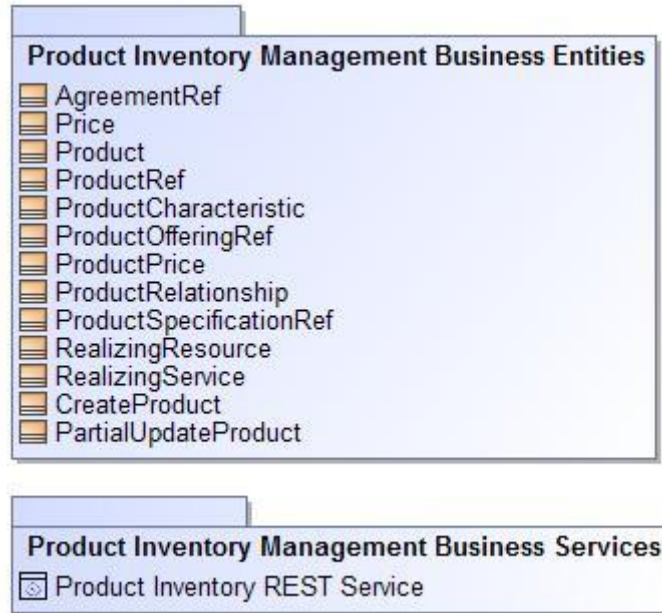 Product Inventory Management Business Entities
AgreementRef
Price
Product
ProductRef
ProductCharacteristic
ProductOfferingRef
ProductPrice
ProductRelationship
ProductSpecificationRef
RealizingResource
RealizingService
CreateProduct
PartialUpdateProduct
Product Inventory Management Business Services
Product Inventory REST Service